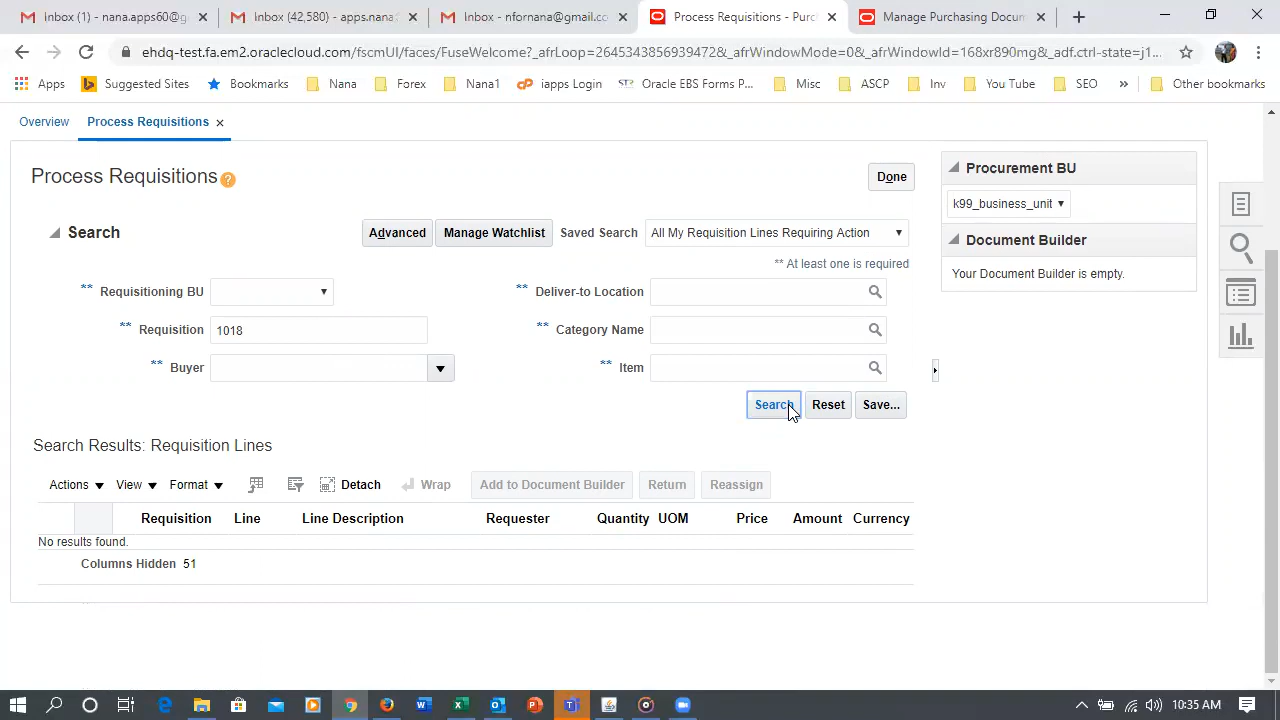 Inbox (1) - nana.appsdba@g
Inbox (42,580) - apps.nare
Inbox - nfornana@gmail.co
Process Requisitions - Purc
Manage Purchasing Docum
ehdq-test.fa.em2.oraclecloud.com/fscmUI/faces/FuseWelcome?_afrLoop=26453438569394728&_afrWindowMode=0&_afrWindowId=168xr890mg&_adf.ctrl-state=j1...
Apps
Suggested Sites
Bookmarks
Nana
Forex
Nana1
iapps Login
Oracle EBS Forms P...
Misc
ASCP
Inv
You Tube
SEO
»
Other bookmarks
Overview
Process Requisitions
Process Requisitions
Done
Search
Advanced
Manage Watchlist
Saved Search
All My Requisition Lines Requiring Action
** At least one is required
** Requisitioning BU
** Deliver-to Location
** Requisition 1018
** Category Name
** Buyer
** Item
Search
Reset
Save...
Search Results: Requisition Lines
Actions
View
Format
Detach
Wrap
Add to Document Builder
Return
Reassign
Requisition Line Line Description Requester Quantity UOM Price Amount Currency
No results found.
Columns Hidden 51
Procurement BU
k99_business_unit
Document Builder
Your Document Builder is empty.
10:35 AM